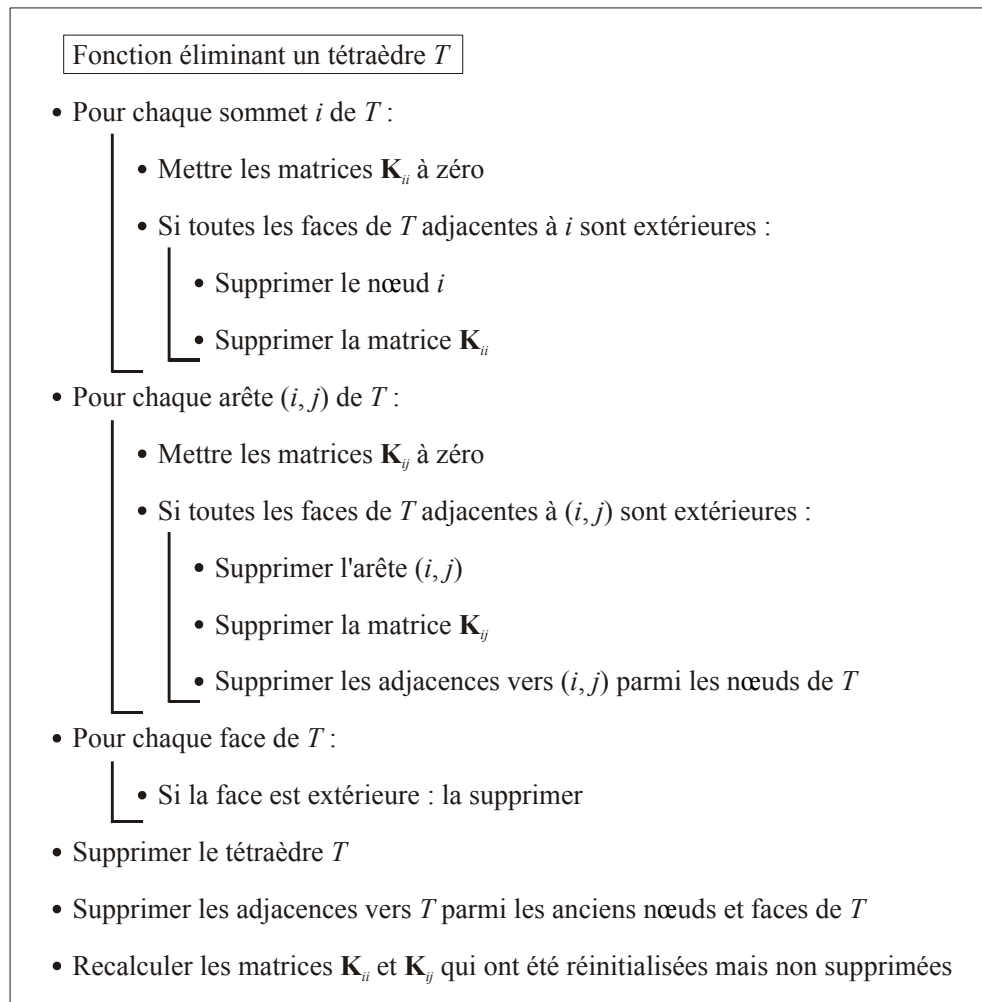 Fonction éliminant un tétraèdre T
• Pour chaque sommet i de T :
• Mettre les matrices K_ii à zéro
• Si toutes les faces de T adjacentes à i sont extérieures :
• Supprimer le nœud i
• Supprimer la matrice K_ii
• Pour chaque arête (i, j) de T :
• Mettre les matrices K_ij à zéro
• Si toutes les faces de T adjacentes à (i, j) sont extérieures :
• Supprimer l'arête (i, j)
• Supprimer la matrice K_ij
• Supprimer les adjacences vers (i, j) parmi les nœuds de T
• Pour chaque face de T :
• Si la face est extérieure : la supprimer
• Supprimer le tétraèdre T
• Supprimer les adjacences vers T parmi les anciens nœuds et faces de T
• Recalculer les matrices K_ii et K_ij qui ont été réinitialisées mais non supprimées